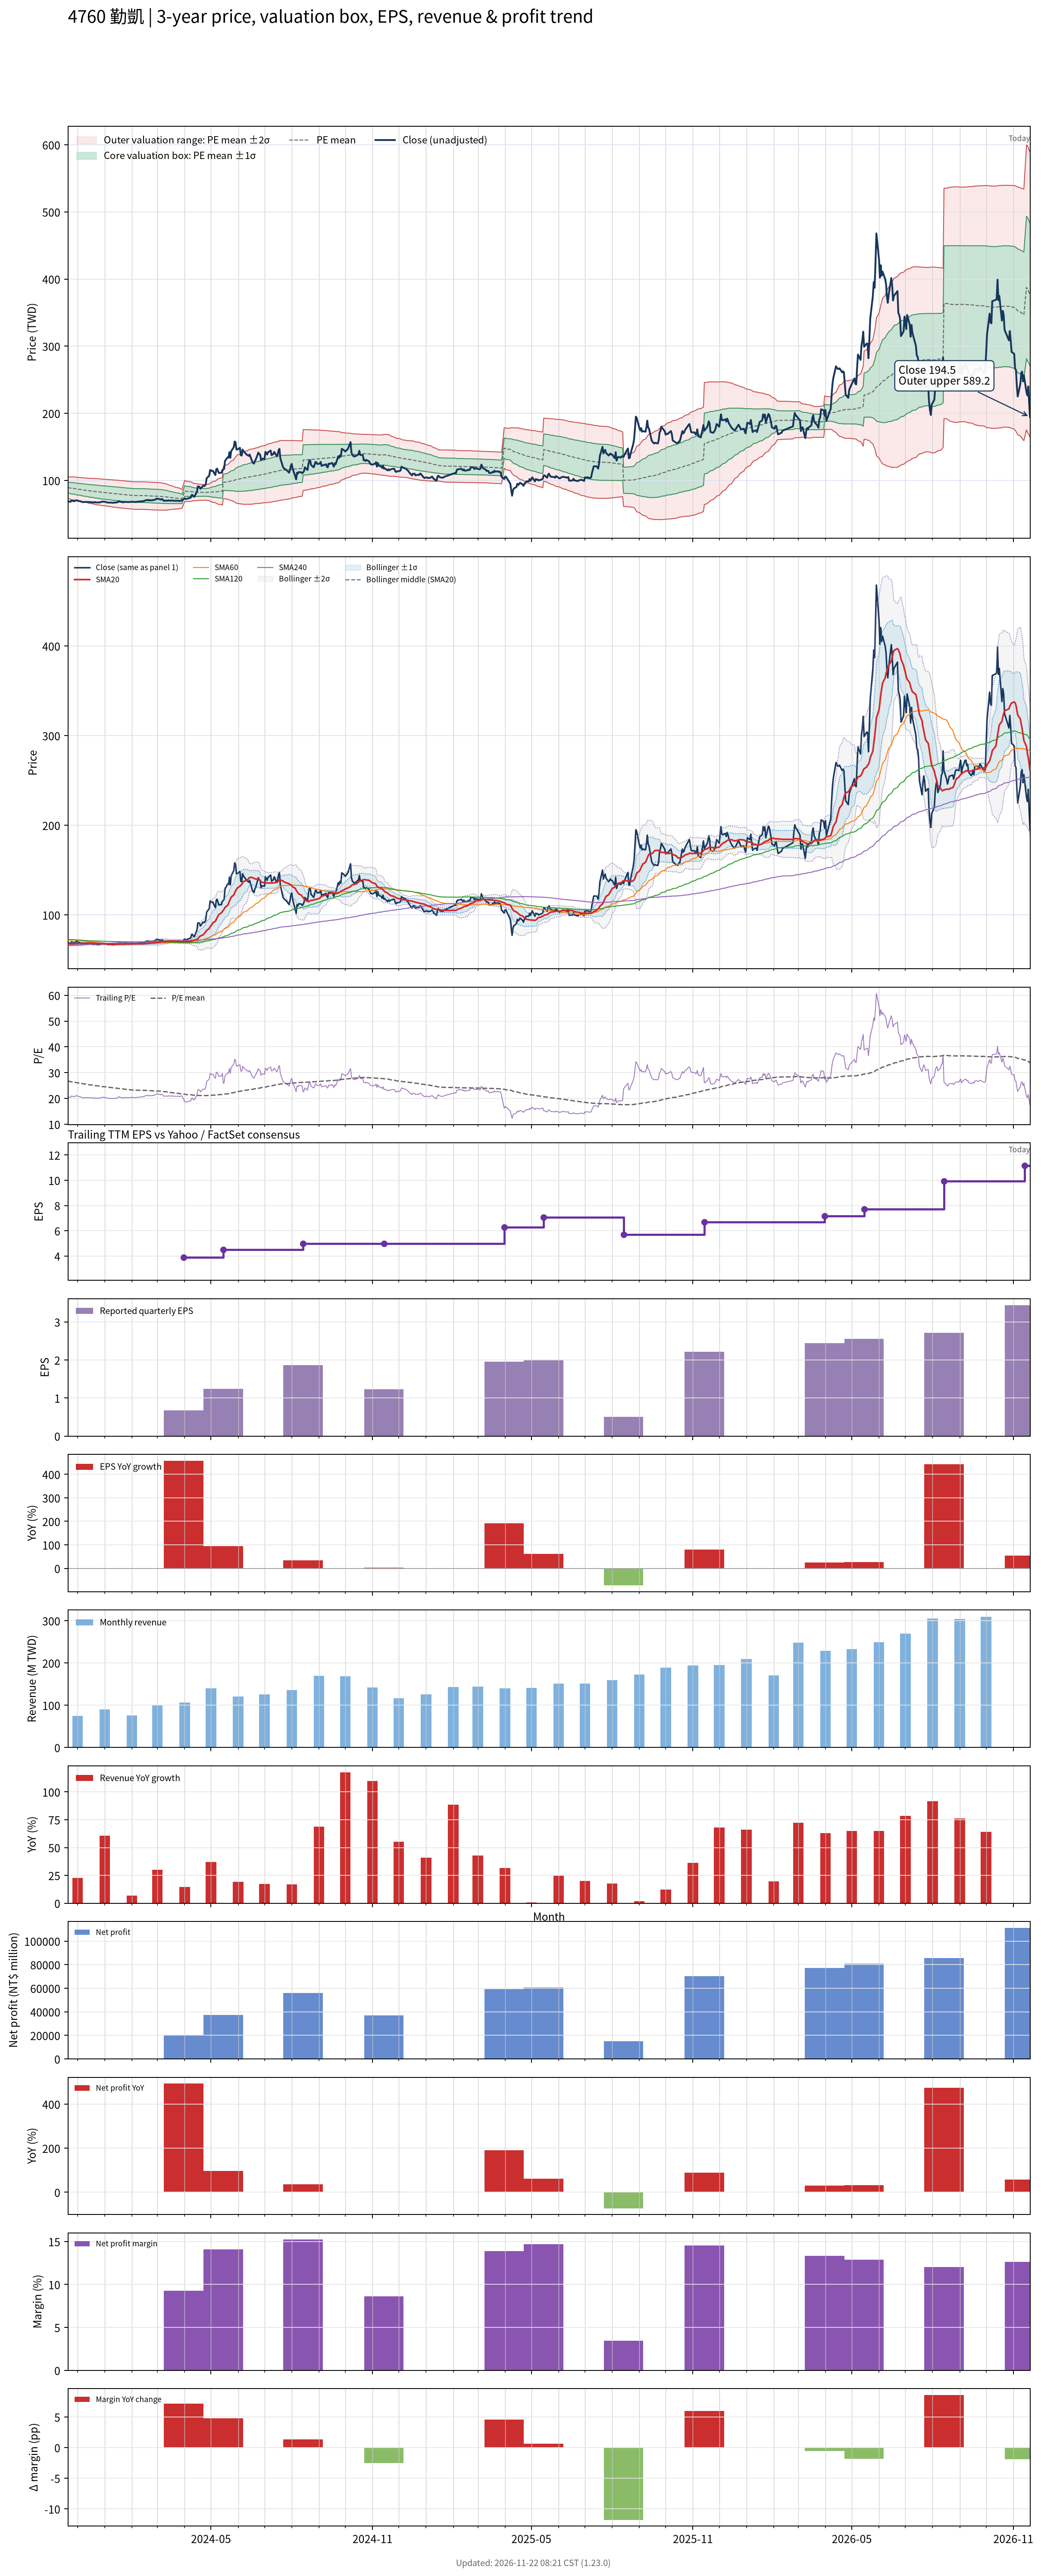 4760 勤凱 | 3-year price, valuation box, EPS, revenue & profit trend
Outer valuation range: PE mean ±2σ
PE mean
Close (unadjusted)
Core valuation box: PE mean ±1σ
Today
600
500
400
300
200
100
Price (TWD)
Close 194.5
Outer upper 589.2
Close (same as panel 1)
SMA60
SMA240
Bollinger ±1σ
SMA20
SMA120
Bollinger ±2σ
Bollinger middle (SMA20)
400
300
200
100
Price
Trailing P/E
P/E mean
60
50
40
30
20
10
P/E
Trailing TTM EPS vs Yahoo / FactSet consensus
Today
12
10
8
6
4
EPS
Reported quarterly EPS
3
2
1
0
EPS
EPS YoY growth
400
300
200
100
0
YoY (%)
Monthly revenue
300
200
100
0
Revenue (M TWD)
Revenue YoY growth
100
75
50
25
0
YoY (%)
Month
Net profit
100000
80000
60000
40000
20000
0
Net profit (NT$ million)
Net profit YoY
400
200
0
YoY (%)
Net profit margin
15
10
5
0
Margin (%)
Margin YoY change
5
0
-5
-10
Δ margin (pp)
2024-05
2024-11
2025-05
2025-11
2026-05
2026-11
Updated: 2026-11-22 08:21 CST (1.23.0)